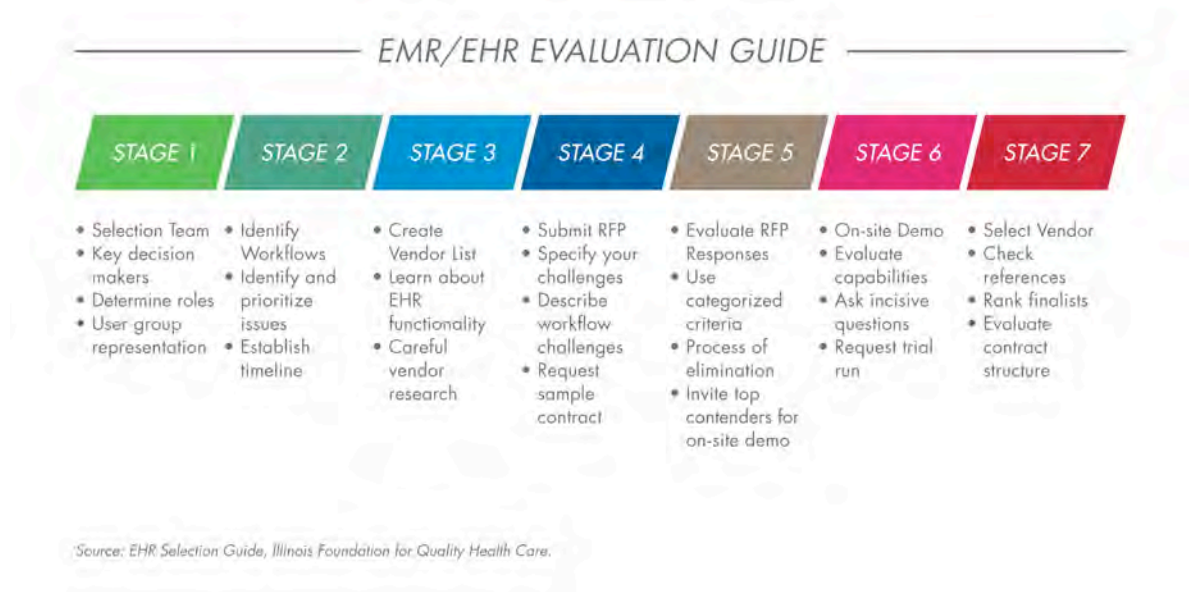 EMR/EHR EVALUATION GUIDE
STAGE 1
STAGE 2
STAGE 3
STAGE 4
STAGE 5
STAGE 6
STAGE 7
• Selection Team
• Key decision
makers
• Determine roles
• User group
representation
• Identify
Workflows
• Identify and
prioritize
issues
• Establish
timeline
• Create
Vendor List
• Learn about
EHR
functionality
• Careful
vendor
research
• Submit RFP
• Specify your
challenges
• Describe
workflow
challenges
• Request
sample
contract
• Evaluate RFP
Responses
• Use
categorized
criteria
• Process of
elimination
• Invite top
contenders for
on-site demo
• On-site Demo
• Evaluate
capabilities
• Ask incisive
questions
• Request trial
run
• Select Vendor
• Check
references
• Rank finalists
• Evaluate
contract
structure
Source: EHR Selection Guide, Illinois Foundation for Quality Health Care.